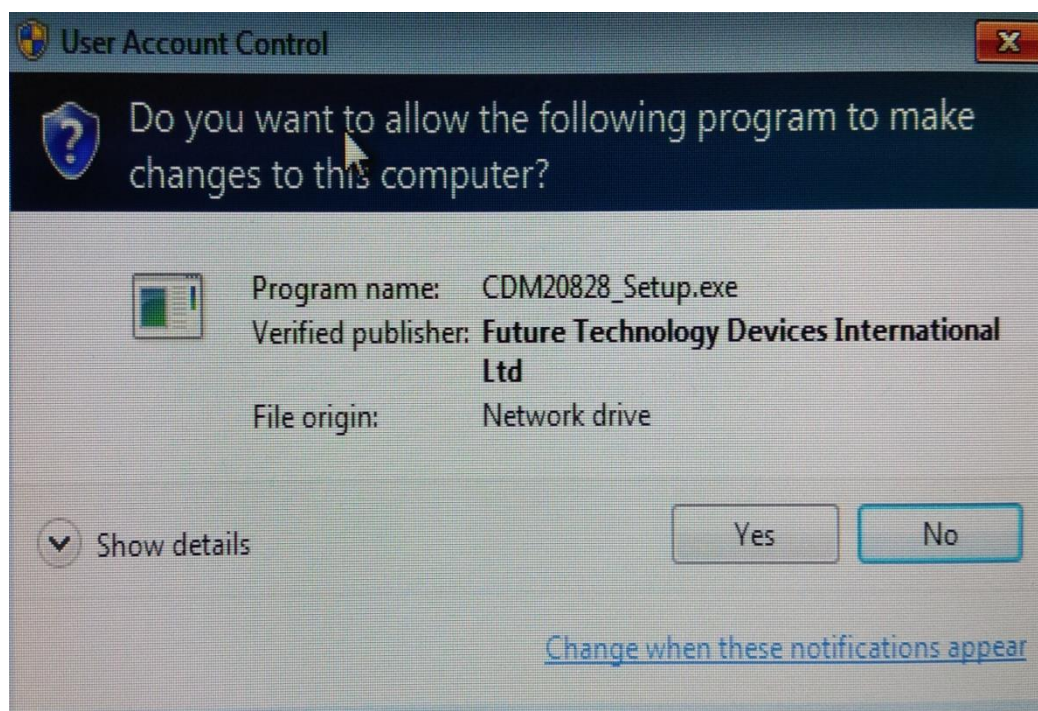 User Account Control
Do you want to allow the following program to make
changes to this computer?
Program name: CDM20828_Setup.exe
Verified publisher: Future Technology Devices International
Ltd
File origin: Network drive
Show details
Yes No
Change when these notifications appear